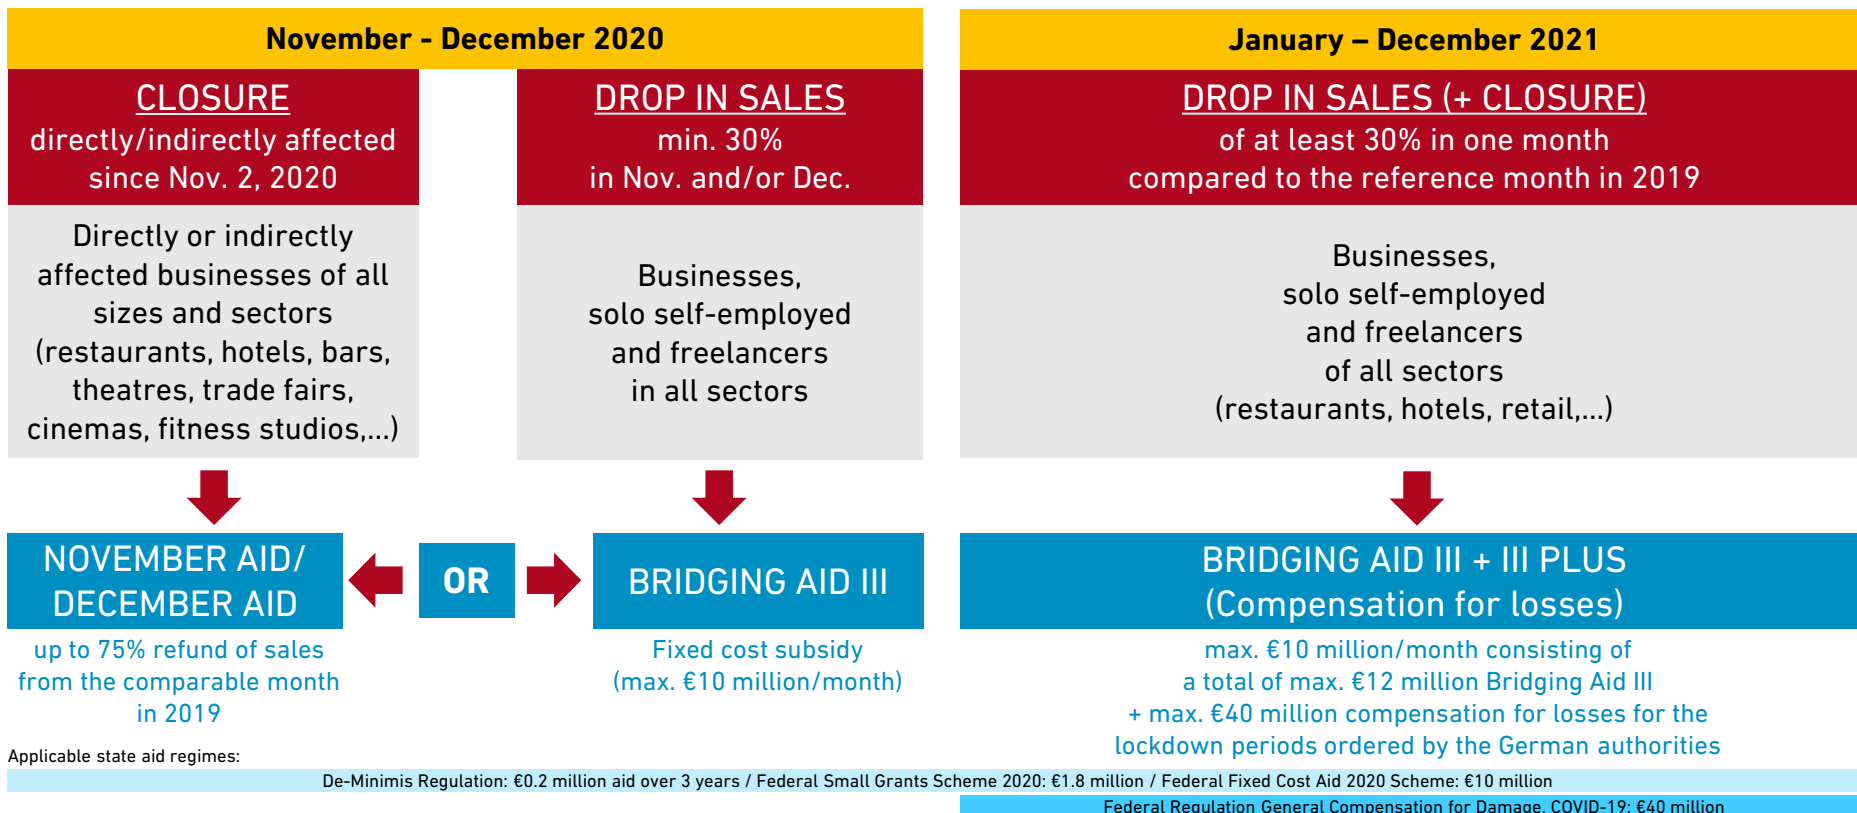 November - December 2020
CLOSURE
directly/indirectly affected
since Nov. 2, 2020
Directly or indirectly
affected businesses of all
sizes and sectors
(restaurants, hotels, bars,
theatres, trade fairs,
cinemas, fitness studios,...)
NOVEMBER AID/
DECEMBER AID
up to 75% refund of sales
from the comparable month
in 2019
OR
DROP IN SALES
min. 30%
in Nov. and/or Dec.
Businesses,
solo self-employed
and freelancers
in all sectors
BRIDGING AID III
Fixed cost subsidy
(max. €10 million/month)
January – December 2021
DROP IN SALES (+ CLOSURE)
of at least 30% in one month
compared to the reference month in 2019
Businesses,
solo self-employed
and freelancers
of all sectors
(restaurants, hotels, retail,...)
BRIDGING AID III + III PLUS
(Compensation for losses)
max. €10 million/month consisting of
a total of max. €12 million Bridging Aid III
+ max. €40 million compensation for losses for the
lockdown periods ordered by the German authorities
Applicable state aid regimes:
De-Minimis Regulation: €0.2 million aid over 3 years / Federal Small Grants Scheme 2020: €1.8 million / Federal Fixed Cost Aid 2020 Scheme: €10 million
Federal Regulation General Compensation for Damage, COVID-19: €40 million